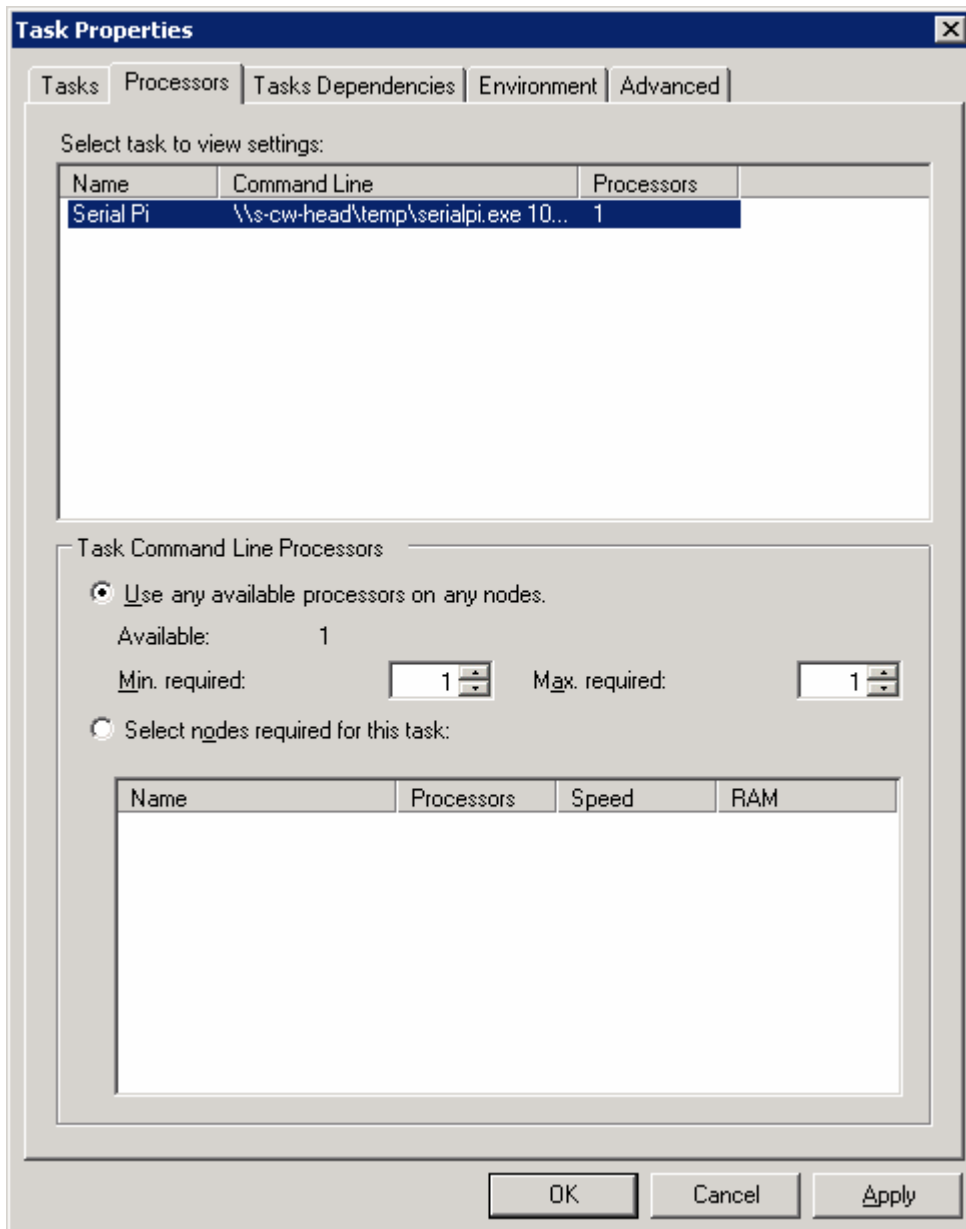 Task Properties
Tasks Processors Tasks Dependencies Environment Advanced
Select task to view settings:
Name Command Line Processors
Serial Pi \\s-cw-head\temp\serialpi.exe 10... 1
Task Command Line Processors
Use any available processors on any nodes.
Available: 1
Min. required: 1 Max. required: 1
Select nodes required for this task:
Name Processors Speed RAM
OK Cancel Apply